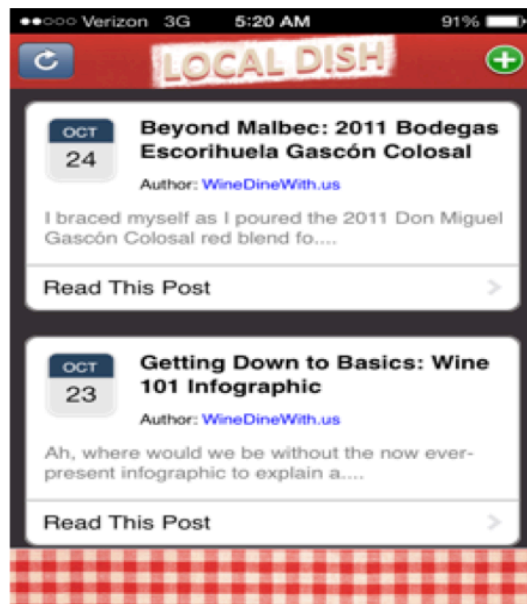 Verizon 3G 5:20 AM 91%
LOCAL DISH
OCT
24
Beyond Malbec: 2011 Bodegas
Escorihuela Gascón Colosal
Author: WineDineWith.us
I braced myself as I poured the 2011 Don Miguel
Gascón Colosal red blend fo....
Read This Post
OCT
23
Getting Down to Basics: Wine
101 Infographic
Author: WineDineWith.us
Ah, where would we be without the now ever-
present infographic to explain a....
Read This Post